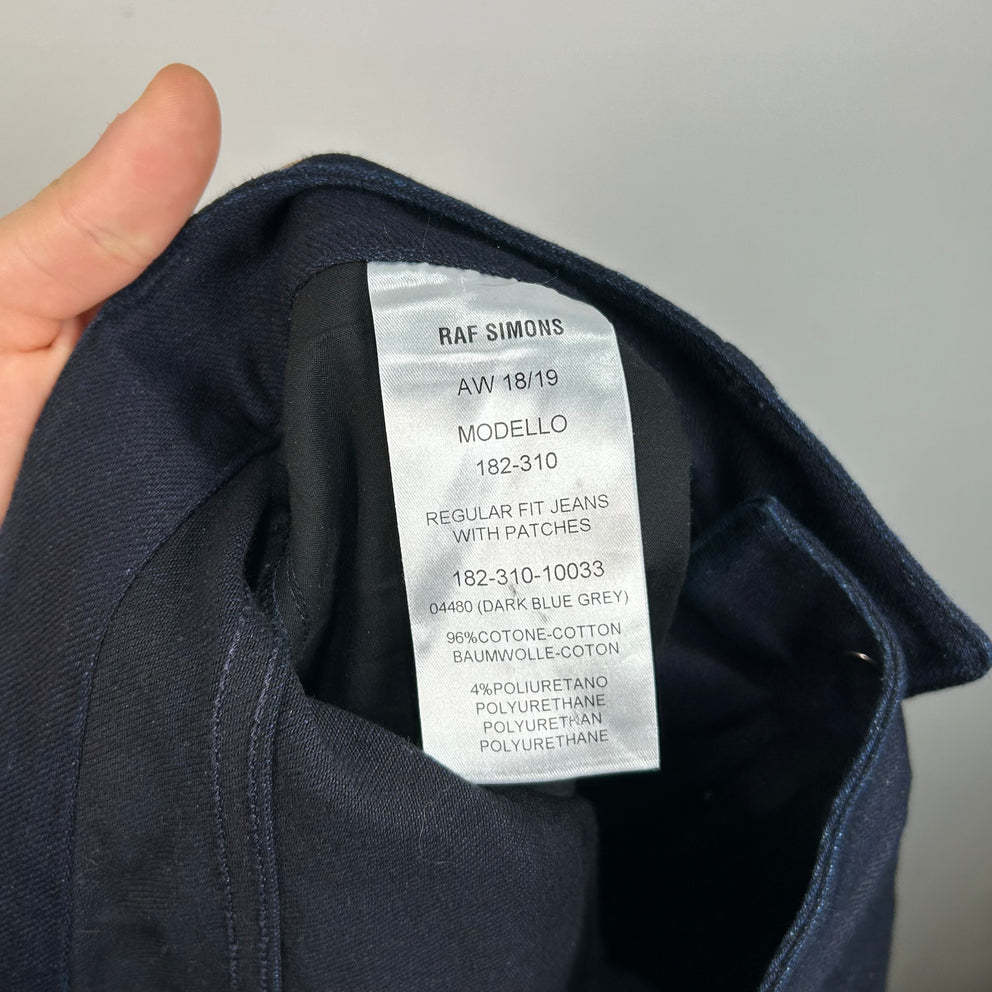 RAF SIMONS
AW 18/19
MODELLO
182-310
REGULAR FIT JEANS
WITH PATCHES
182-310-10033
04480 (DARK BLUE GREY)
96%COTONE-COTTON
BAUMWOLLE-COTON
4%POLIURETANO
POLYURETHANE
POLYURETHAN
POLYURETHANE